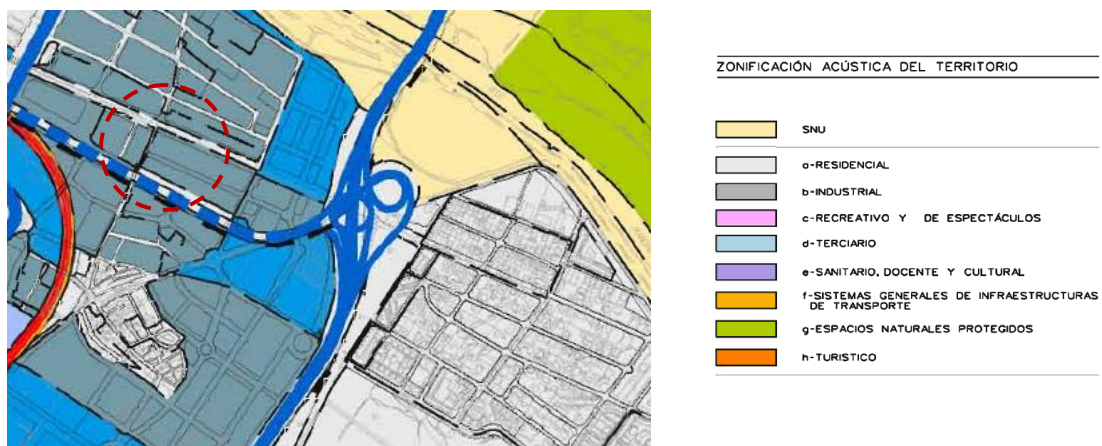 ZONIFICACIÓN ACÚSTICA DEL TERRITORIO
SNU
a-RESIDENCIAL
b-INDUSTRIAL
c-RECREATIVO Y DE ESPECTÁCULOS
d-TERCIARIO
e-SANITARIO, DOCENTE Y CULTURAL
f-SISTEMAS GENERALES DE INFRAESTRUCTURAS
DE TRANSPORTE
g-ESPACIOS NATURALES PROTEGIDOS
h-TURISTICO